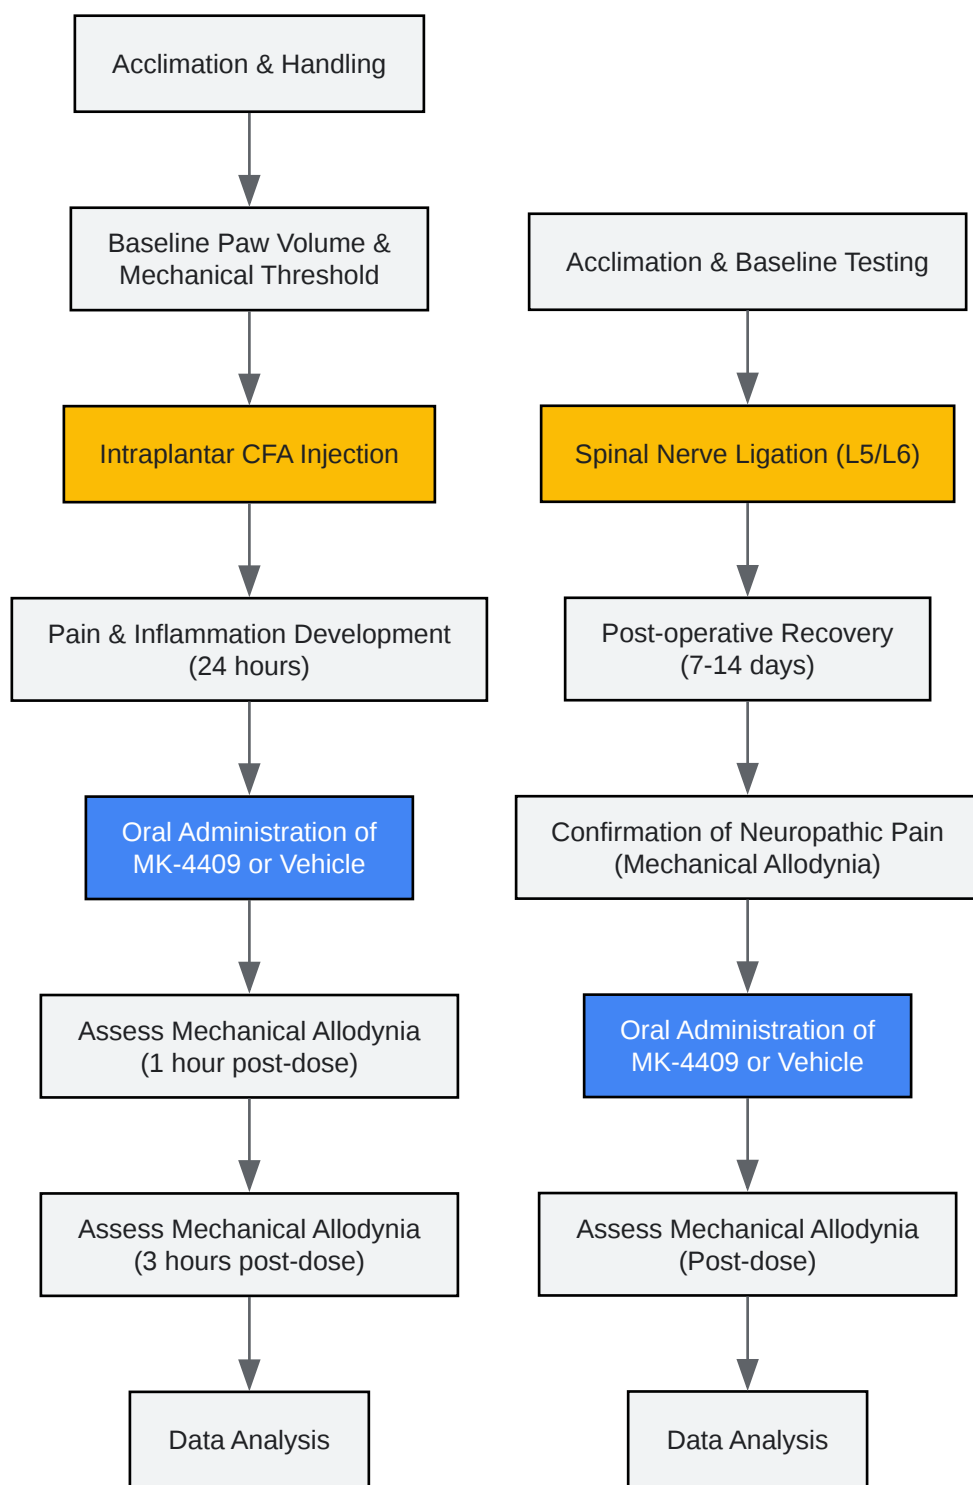 Acclimation & Handling
Baseline Paw Volume &
Mechanical Threshold
Intraplantar CFA Injection
Pain & Inflammation Development
(24 hours)
Oral Administration of
MK-4409 or Vehicle
Assess Mechanical Allodynia
(1 hour post-dose)
Assess Mechanical Allodynia
(3 hours post-dose)
Data Analysis
Acclimation & Baseline Testing
Spinal Nerve Ligation (L5/L6)
Post-operative Recovery
(7-14 days)
Confirmation of Neuropathic Pain
(Mechanical Allodynia)
Oral Administration of
MK-4409 or Vehicle
Assess Mechanical Allodynia
(Post-dose)
Data Analysis